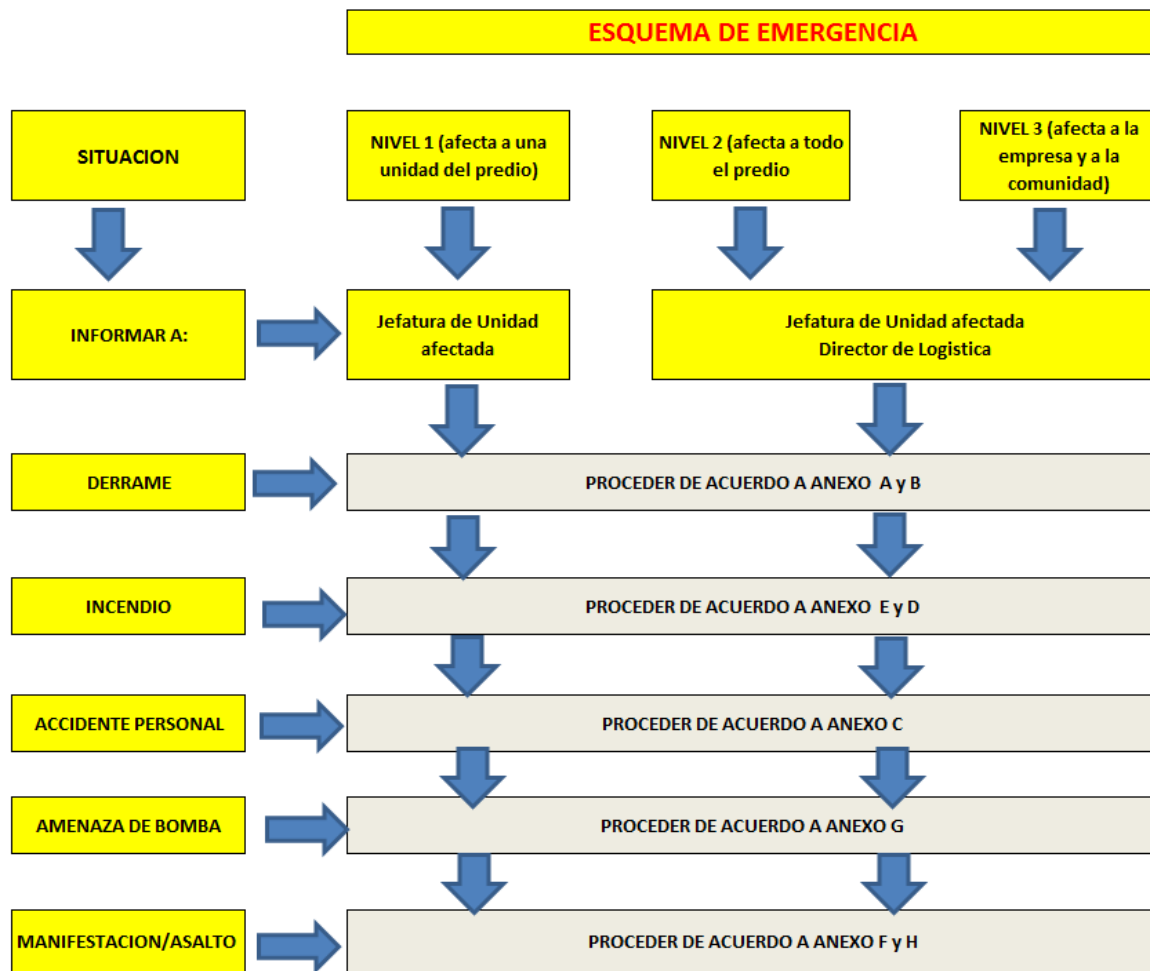 ESQUEMA DE EMERGENCIA
SITUACION
NIVEL 1 (afecta a una
unidad del predio)
NIVEL 2 (afecta a todo
el predio
NIVEL 3 (afecta a la
empresa y a la
comunidad)
INFORMAR A:
Jefatura de Unidad
afectada
Jefatura de Unidad afectada
Director de Logistica
DERRAME
PROCEDER DE ACUERDO A ANEXO A y B
INCENDIO
PROCEDER DE ACUERDO A ANEXO E y D
ACCIDENTE PERSONAL
PROCEDER DE ACUERDO A ANEXO C
AMENAZA DE BOMBA
PROCEDER DE ACUERDO A ANEXO G
MANIFESTACION/ASALTO
PROCEDER DE ACUERDO A ANEXO F y H